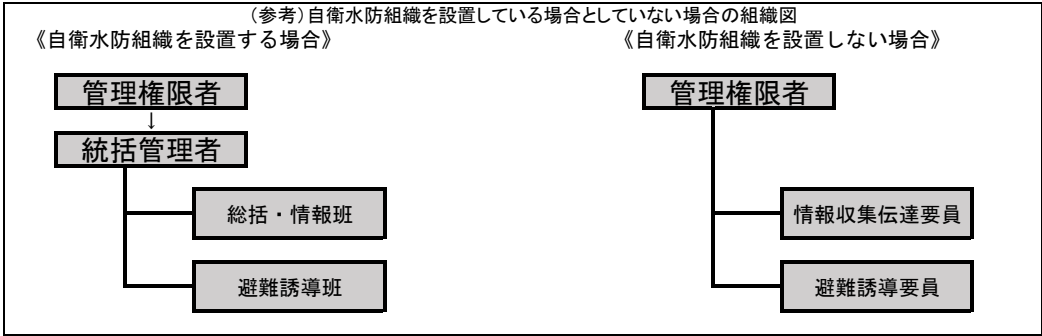 (参考)自衛水防組織を設置している場合としていない場合の組織図
《自衛水防組織を設置する場合》
《自衛水防組織を設置しない場合》
管理権限者
↓
統括管理者
総括・情報班
避難誘導班
管理権限者
情報収集伝達要員
避難誘導要員